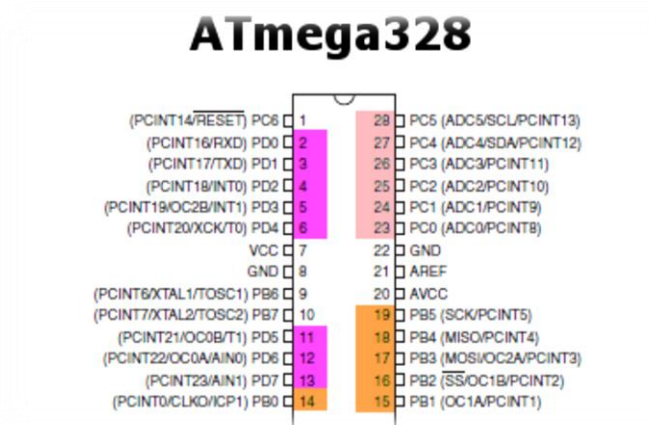 ATmega328
(PCINT14/RESET) PC6 1 28 PC5 (ADC5/SCL/PCINT13)
(PCINT16/RXD) PD0 2 27 PC4 (ADC4/SDA/PCINT12)
(PCINT17/TXD) PD1 3 26 PC3 (ADC3/PCINT11)
(PCINT18/INT0) PD2 4 25 PC2 (ADC2/PCINT10)
(PCINT19/OC2B/INT1) PD3 5 24 PC1 (ADC1/PCINT9)
(PCINT20/XCK/T0) PD4 6 23 PC0 (ADC0/PCINT8)
VCC 7 22 GND
GND 8 21 AREF
(PCINT6/XTAL1/TOSC1) PB6 9 20 AVCC
(PCINT7/XTAL2/TOSC2) PB7 10 19 PB5 (SCK/PCINT5)
(PCINT21/OC0B/T1) PD5 11 18 PB4 (MISO/PCINT4)
(PCINT22/OC0A/AIN0) PD6 12 17 PB3 (MOSI/OC2A/PCINT3)
(PCINT23/AIN1) PD7 13 16 PB2 (SS/OC1B/PCINT2)
(PCINT0/CLKO/ICP1) PB0 14 15 PB1 (OC1A/PCINT1)